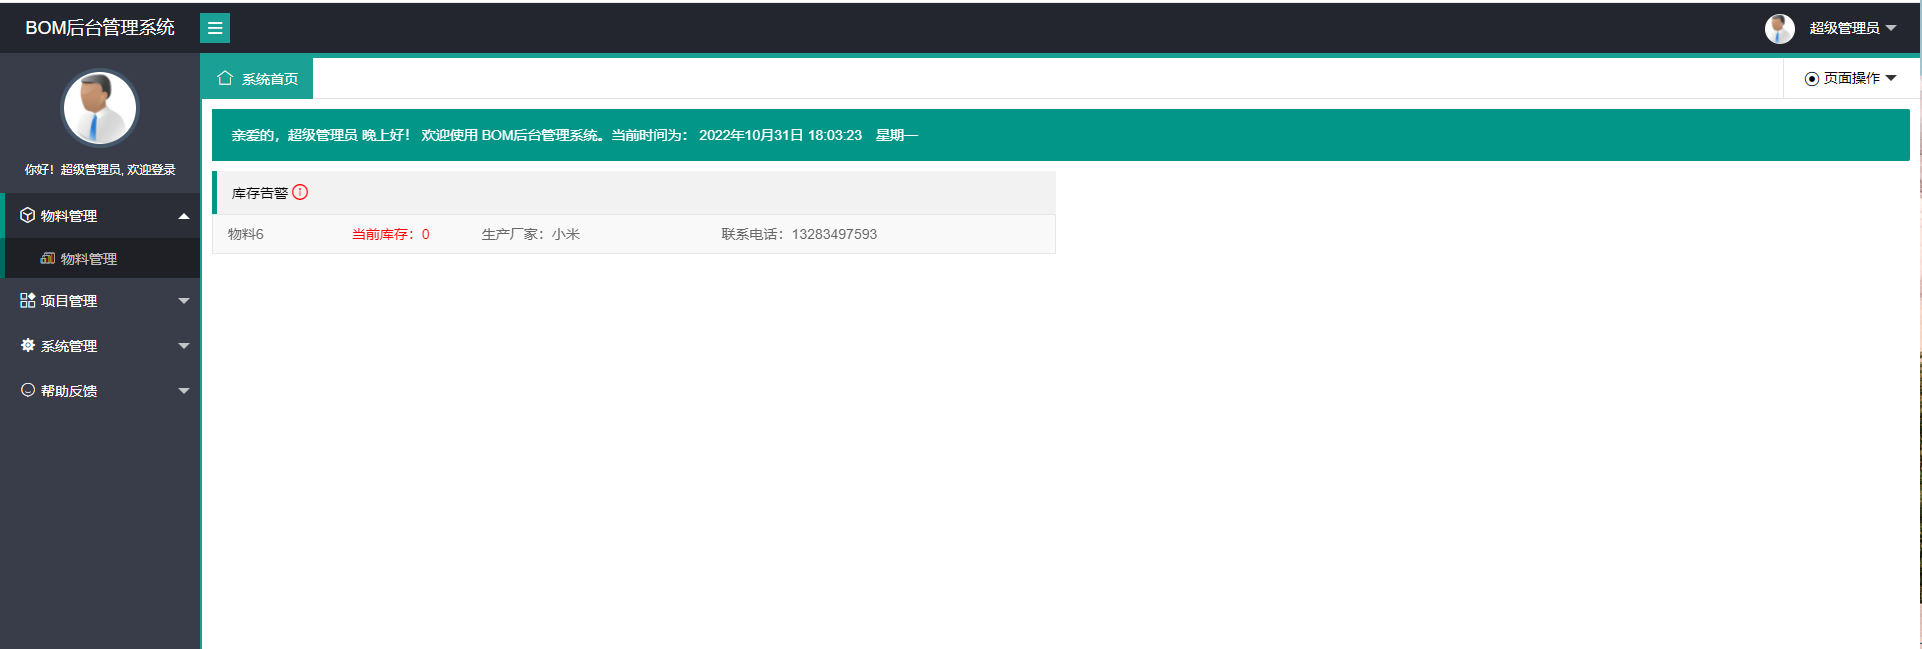 BOM后台管理系统
超级管理员
系统首页
页面操作
你好！超级管理员, 欢迎登录
亲爱的，超级管理员 晚上好！ 欢迎使用 BOM后台管理系统。当前时间为： 2022年10月31日 18:03:23 星期一
物料管理
物料管理
项目管理
系统管理
帮助反馈
库存告警
物料6 当前库存：0 生产厂家：小米 联系电话：13283497593